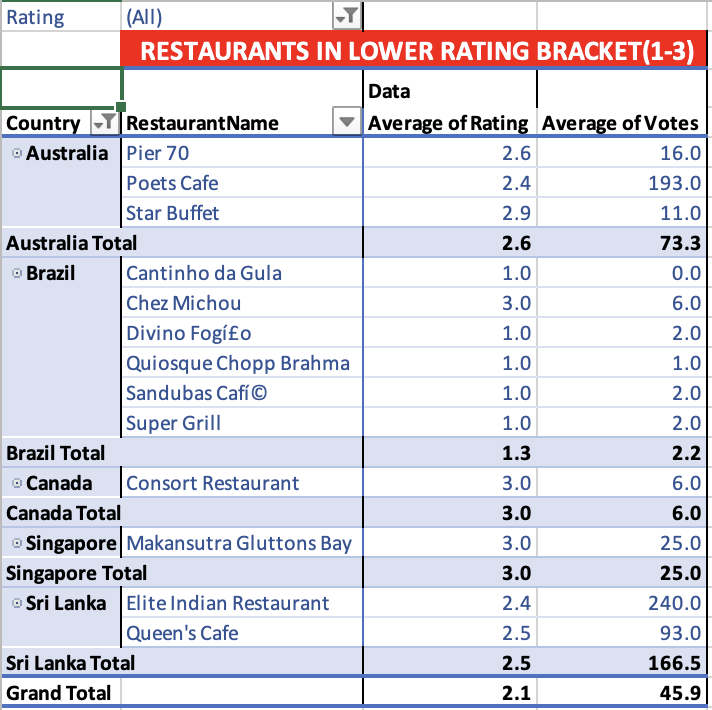 Rating (All)
RESTAURANTS IN LOWER RATING BRACKET(1-3)
Data
Country RestaurantName Average of Rating Average of Votes
Australia Pier 70 2.6 16.0
Poets Cafe 2.4 193.0
Star Buffet 2.9 11.0
Australia Total 2.6 73.3
Brazil Cantinho da Gula 1.0 0.0
Chez Michou 3.0 6.0
Divino Fogí£o 1.0 2.0
Quiosque Chopp Brahma 1.0 1.0
Sandubas Cafí© 1.0 2.0
Super Grill 1.0 2.0
Brazil Total 1.3 2.2
Canada Consort Restaurant 3.0 6.0
Canada Total 3.0 6.0
Singapore Makansutra Gluttons Bay 3.0 25.0
Singapore Total 3.0 25.0
Sri Lanka Elite Indian Restaurant 2.4 240.0
Queen's Cafe 2.5 93.0
Sri Lanka Total 2.5 166.5
Grand Total 2.1 45.9